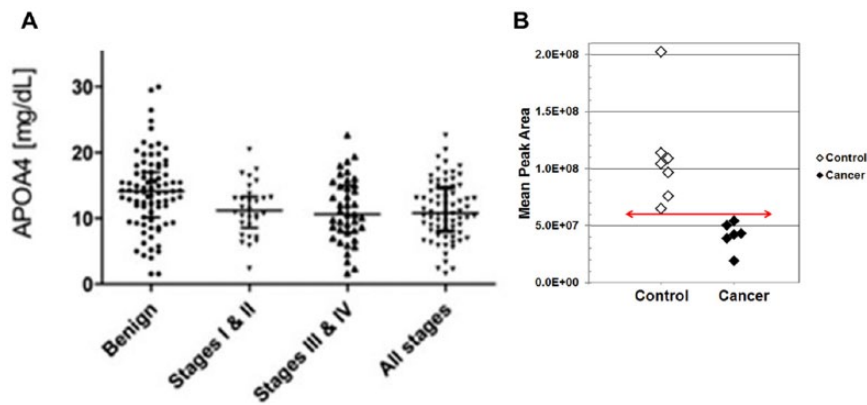 A
APOA4 [mg/dL]
30
20
10
0
Benign
Stages I & II
Stages III & IV
All stages
B
Mean Peak Area
2.0E+08
1.5E+08
1.0E+08
5.0E+07
0.0E+00
Control
Cancer
Control
Cancer